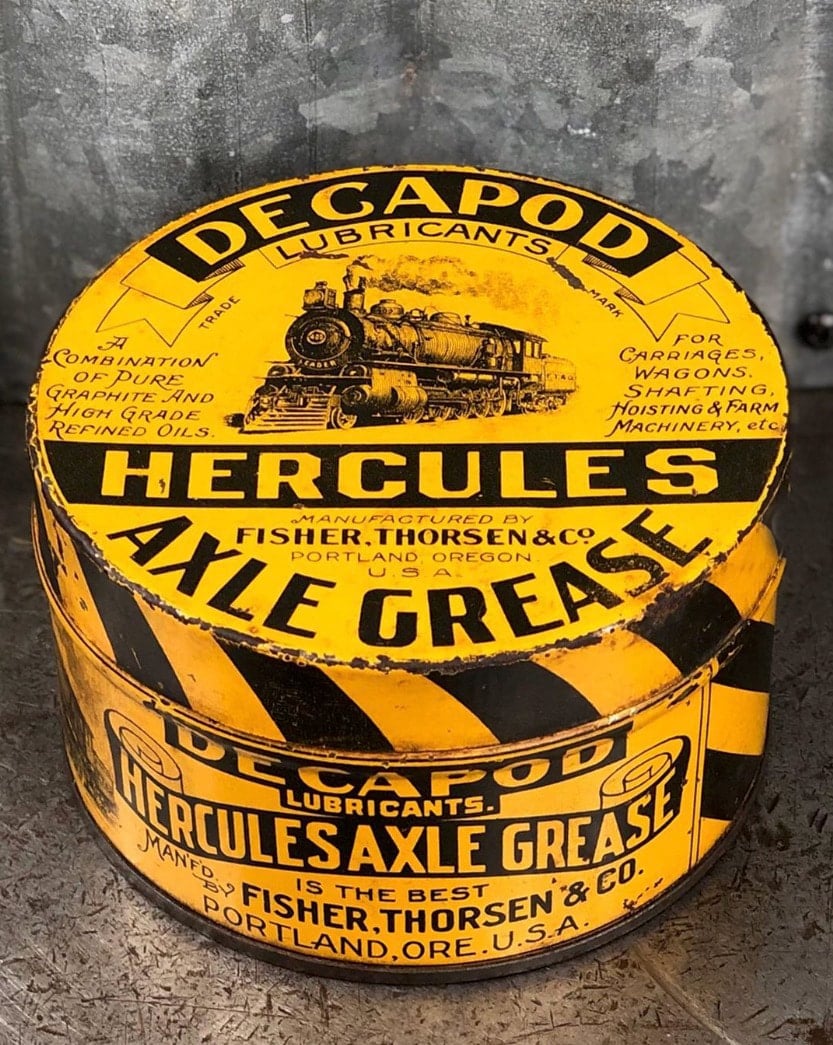 DECAPOD
LUBRICANTS
TRADE
MARK
A
COMBINATION
OF PURE
GRAPHITE AND
HIGH GRADE
REFINED OILS.
FOR
CARRIAGES,
WAGONS.
SHAFTING,
HOISTING & FARM
MACHINERY, etc
HERCULES
MANUFACTURED BY
FISHER, THORSEN & Co
PORTLAND OREGON
U.S.A.
AXLE GREASE
DECAPOD
LUBRICANTS.
HERCULES AXLE GREASE
IS THE BEST
MAN'F'D. BY FISHER, THORSEN & CO.
PORTLAND, ORE. U.S.A.